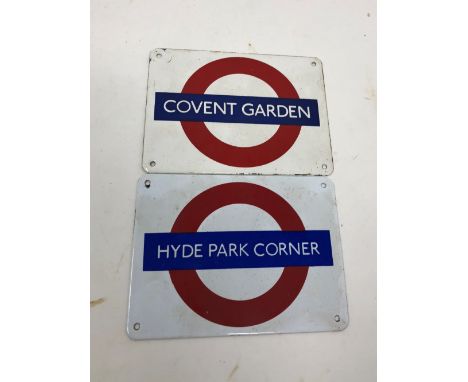 COVENT GARDEN
HYDE PARK CORNER